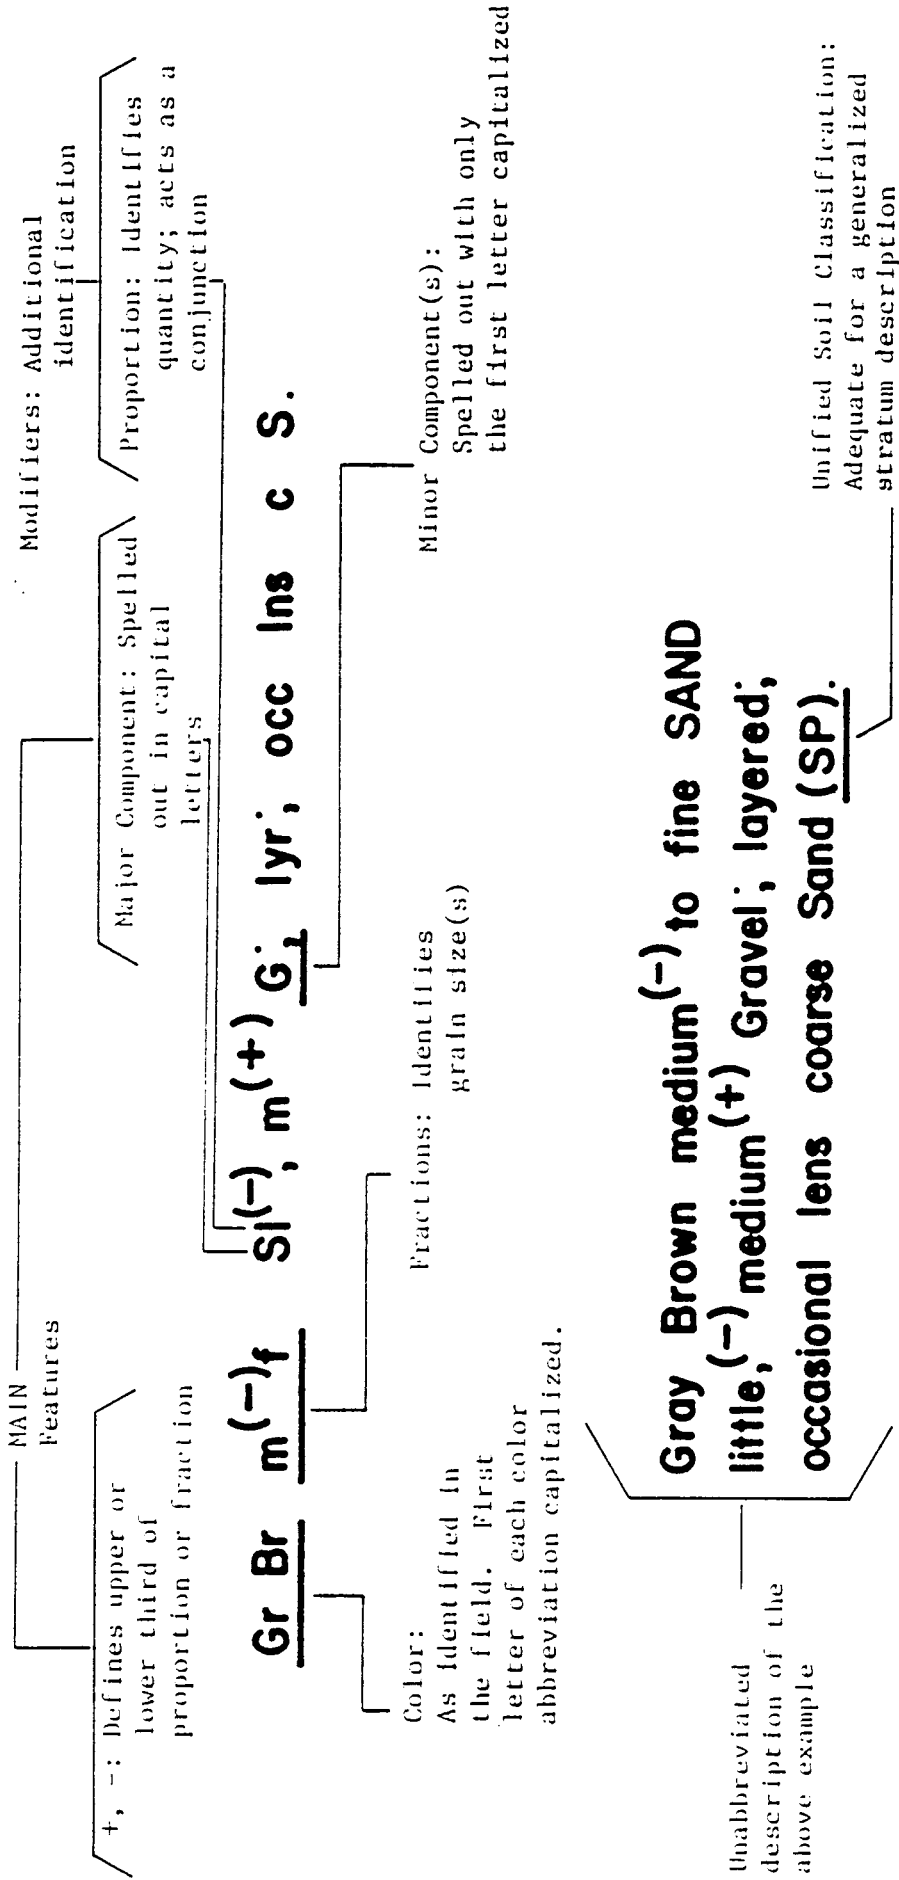 MAIN
Features
+, -: Defines upper or
lower third of
proportion or fraction
Major Component: Spelled
out in capital
letters
Modifiers: Additional
identification
Proportion: Identifies
quantity; acts as a
conjunction
Gr Br m(-)f Sl(-), m(+) G; lyr; occ lns c S.
Color:
As identified in
the field. First
letter of each color
abbreviation capitalized.
Fractions: Identifies
grain size(s)
Minor Component(s):
Spelled out with only
the first letter capitalized
Unabbreviated
description of the
above example
Gray Brown medium(-) to fine SAND
little,(-) medium(+) Gravel; layered;
occasional lens coarse Sand (SP).
Unified Soil Classification:
Adequate for a generalized
stratum description